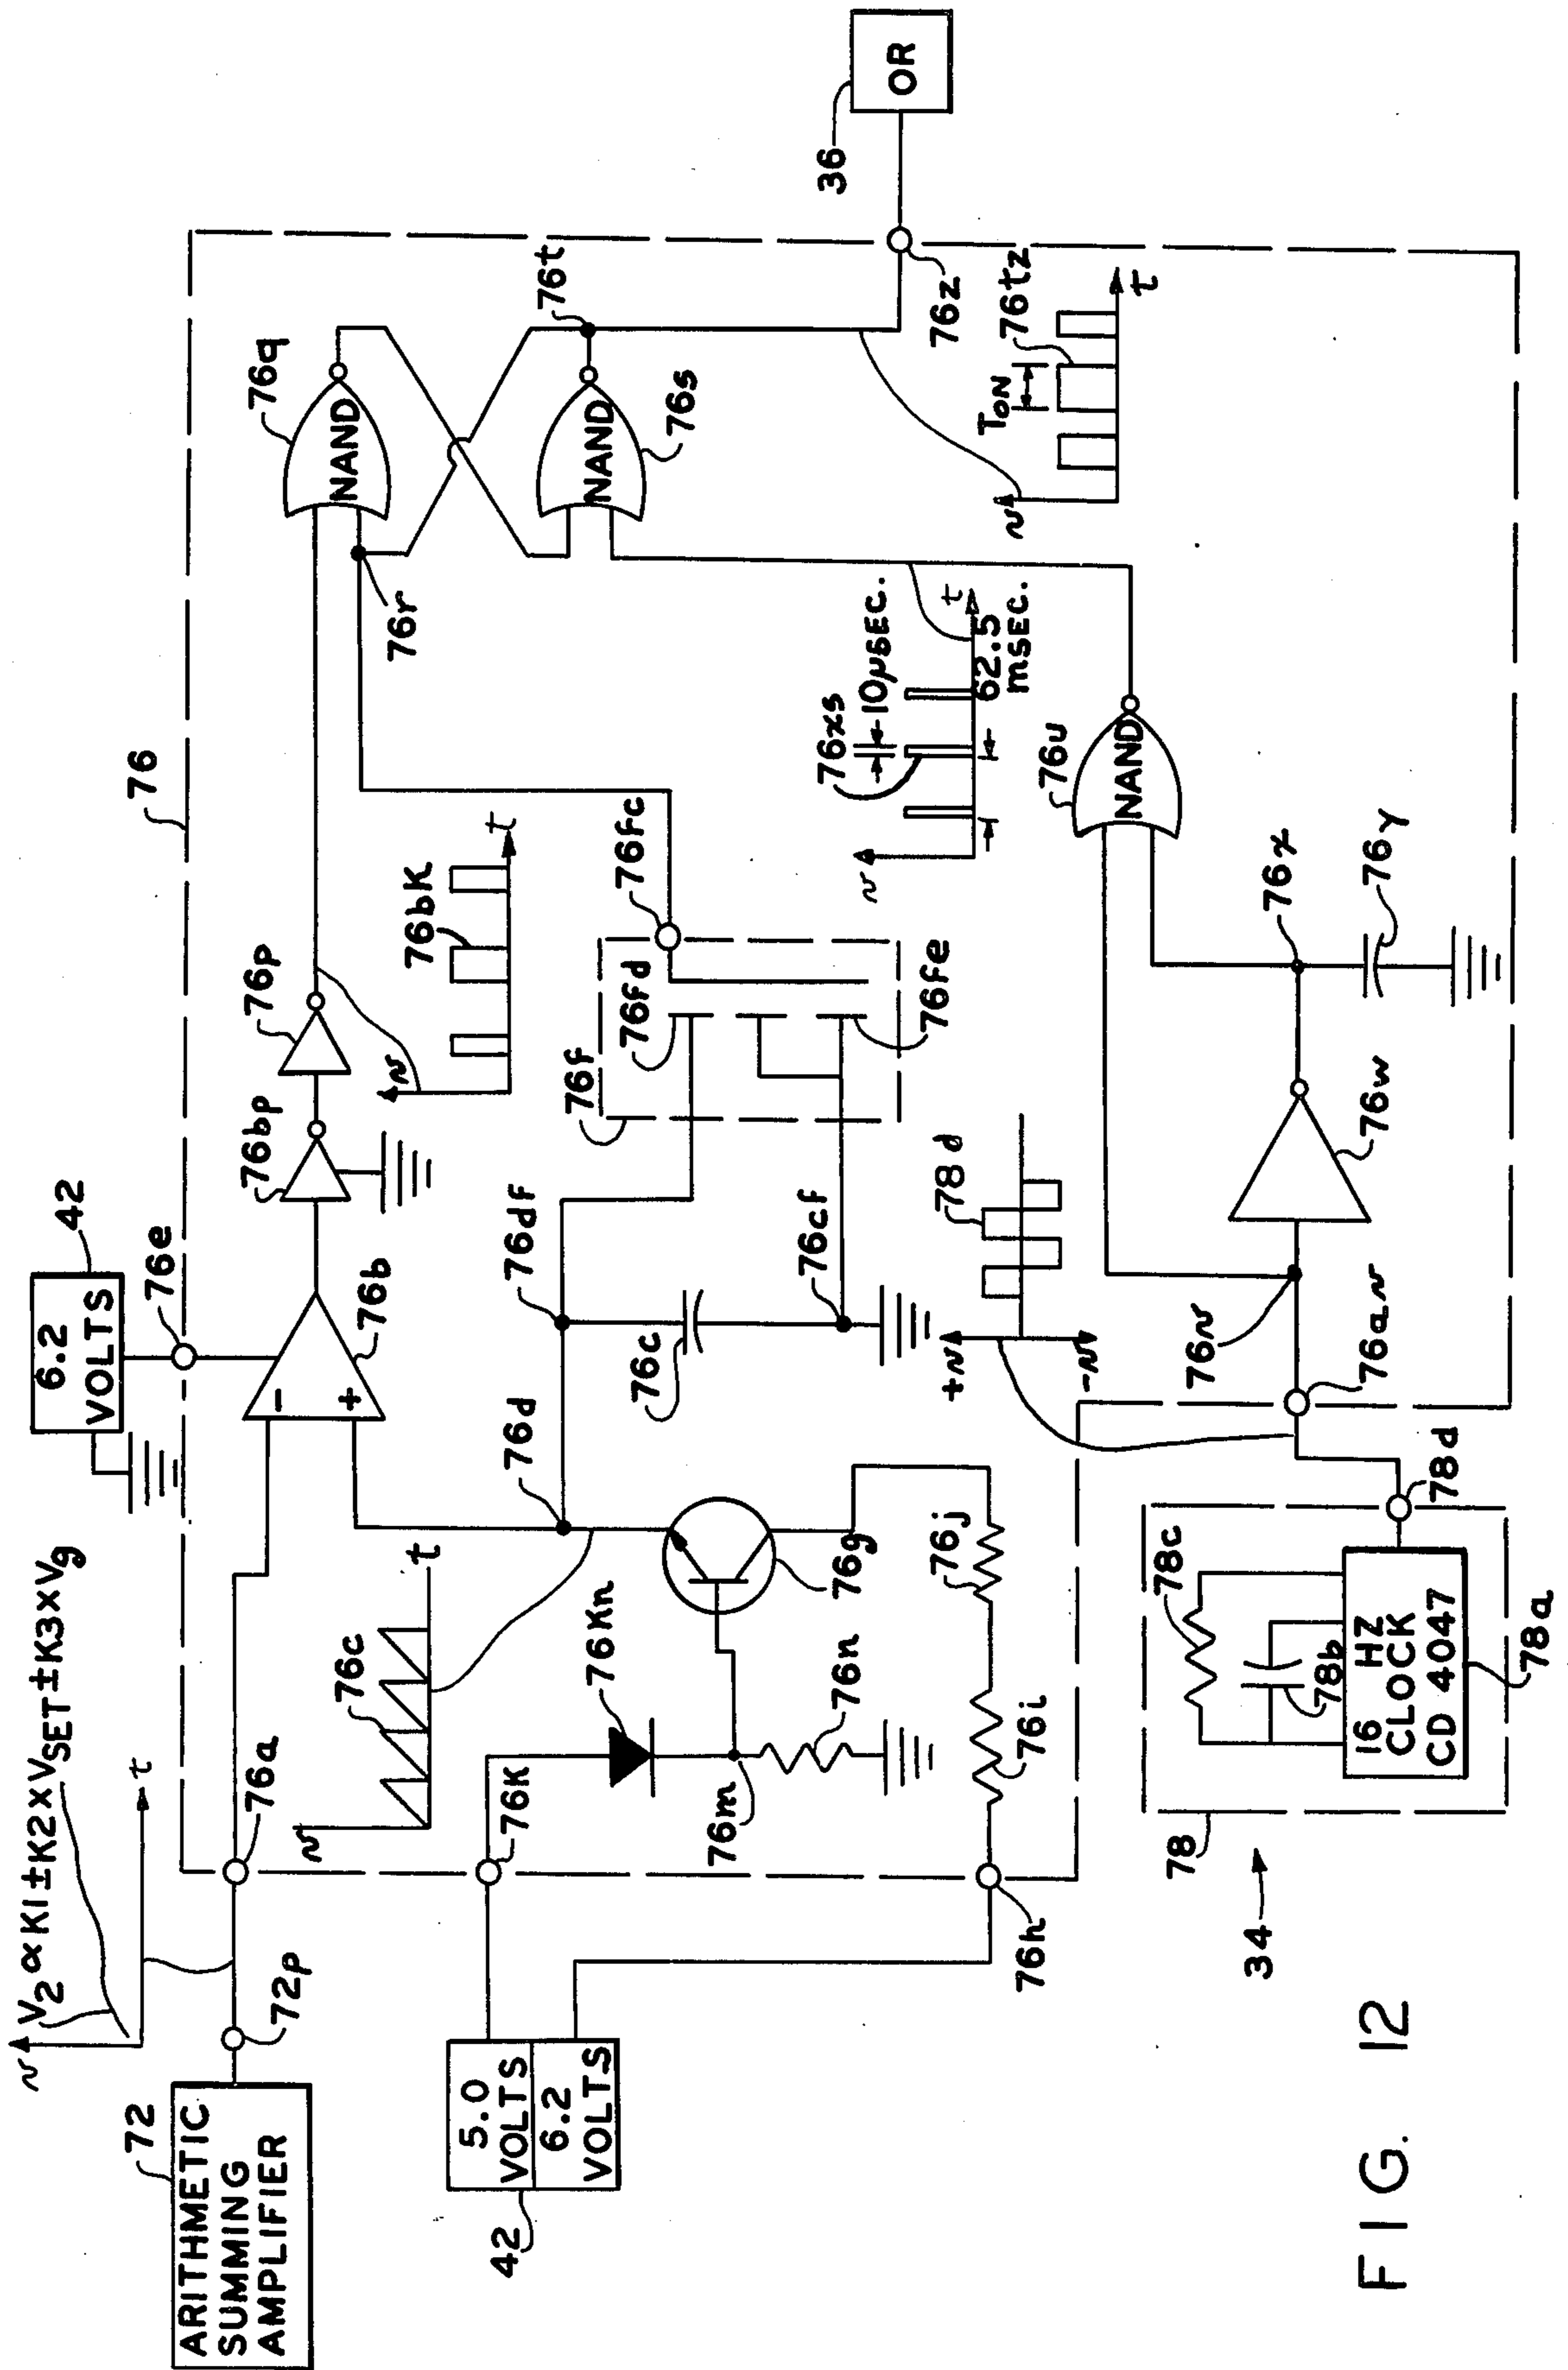 V2 ∝ K1 ± K2 x VSET ± K3 x Vg
v
t
72
ARITHMETIC
SUMMING
AMPLIFIER
72p
76a
42
6.2
VOLTS
76e
76
76b
-
+
76bp
76p
76bK
v
t
76q
NAND
76r
76t
NAND
76s
36
OR
76z
76tz
TON
v
t
76c
v
t
76d
76df
76c
76cf
76f
76fd
76fe
76fc
42
5.0
VOLTS
6.2
VOLTS
76K
76Kn
76m
76n
76g
76h
76i
76j
76xs
10µSEC.
62.5
mSEC.
v
t
78d
+v
-v
76u
NAND
76v
76av
76w
76x
76y
34
78
78c
78b
16 HZ
CLOCK
CD 4047
78a
78d
FIG. 12